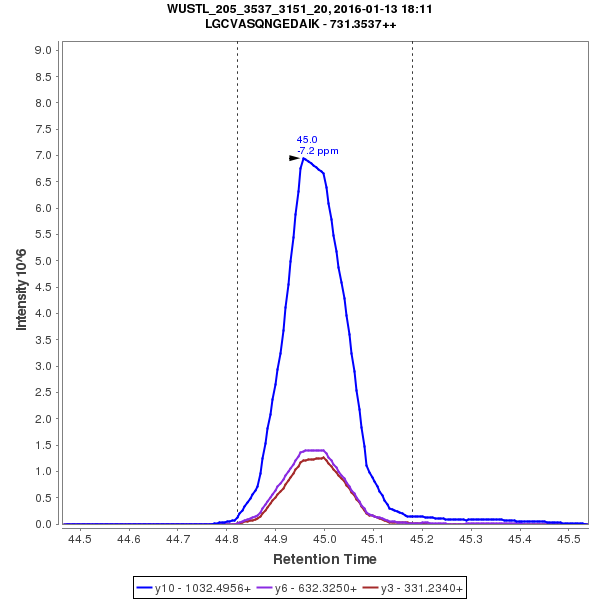 WUSTL_205_3537_3151_20, 2016-01-13 18:11
LGCVASQNGEDAIK - 731.3537++
Intensity 10^6
9.0
8.5
8.0
7.5
7.0
6.5
6.0
5.5
5.0
4.5
4.0
3.5
3.0
2.5
2.0
1.5
1.0
0.5
0.0
45.0
-7.2 ppm
44.5 44.6 44.7 44.8 44.9 45.0 45.1 45.2 45.3 45.4 45.5
Retention Time
y10 - 1032.4956+ y6 - 632.3250+ y3 - 331.2340+